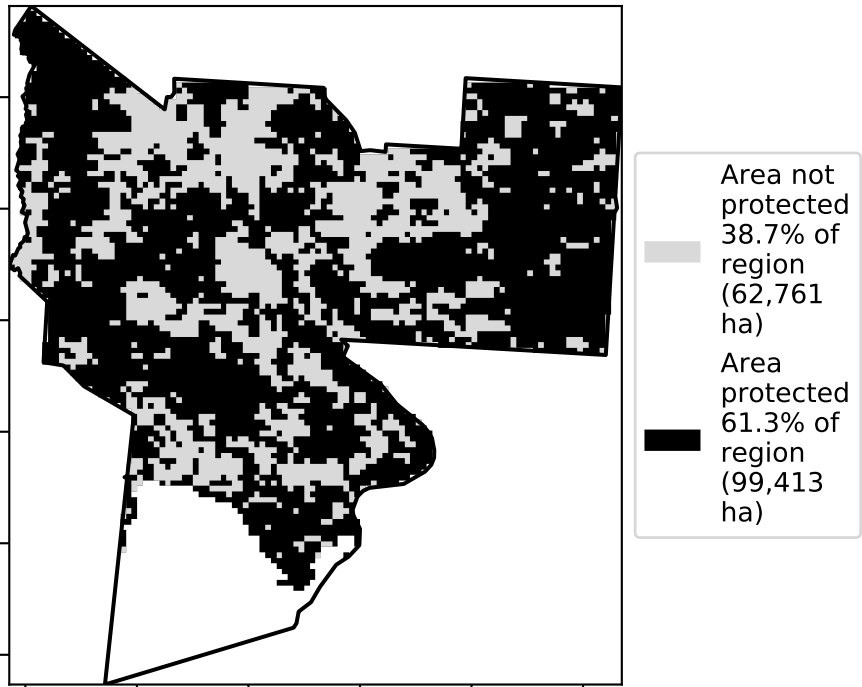 Area not
protected
38.7% of
region
(62,761
ha)
Area
protected
61.3% of
region
(99,413
ha)